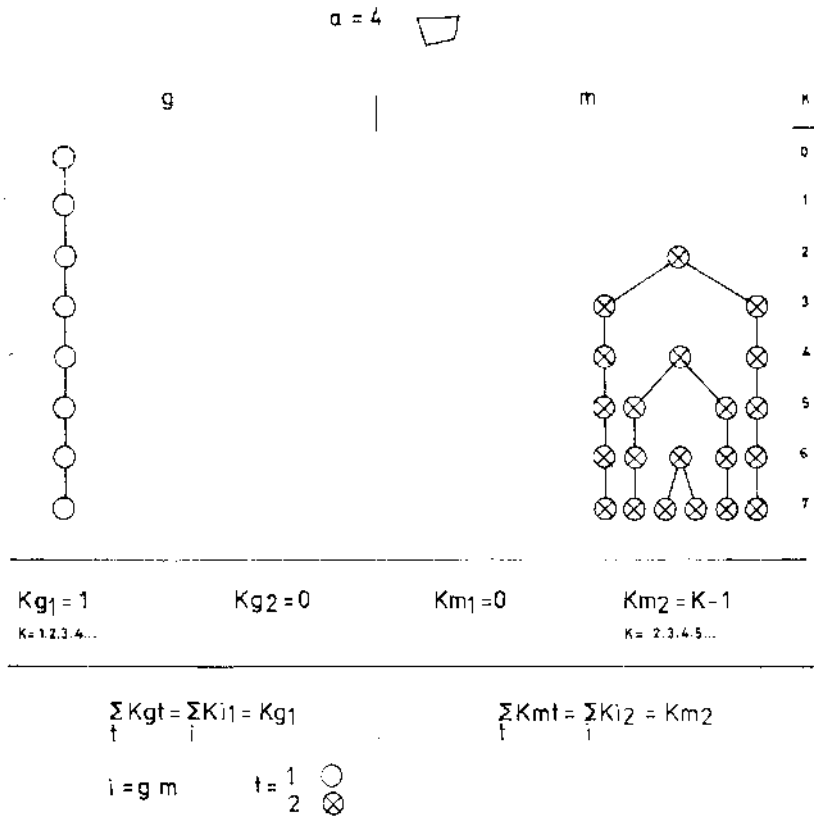 a = 4
g m K
0
1
2
3
4
5
6
7
Kg₁ = 1 Kg₂ = 0 Km₁ = 0 Km₂ = K - 1
K = 1.2.3.4... K = 2.3.4.5...
Σ Kgt = Σ Ki₁ = Kg₁ Σ Kmt = Σ Ki₂ = Km₂
t i t i
i = g m t = 1
2